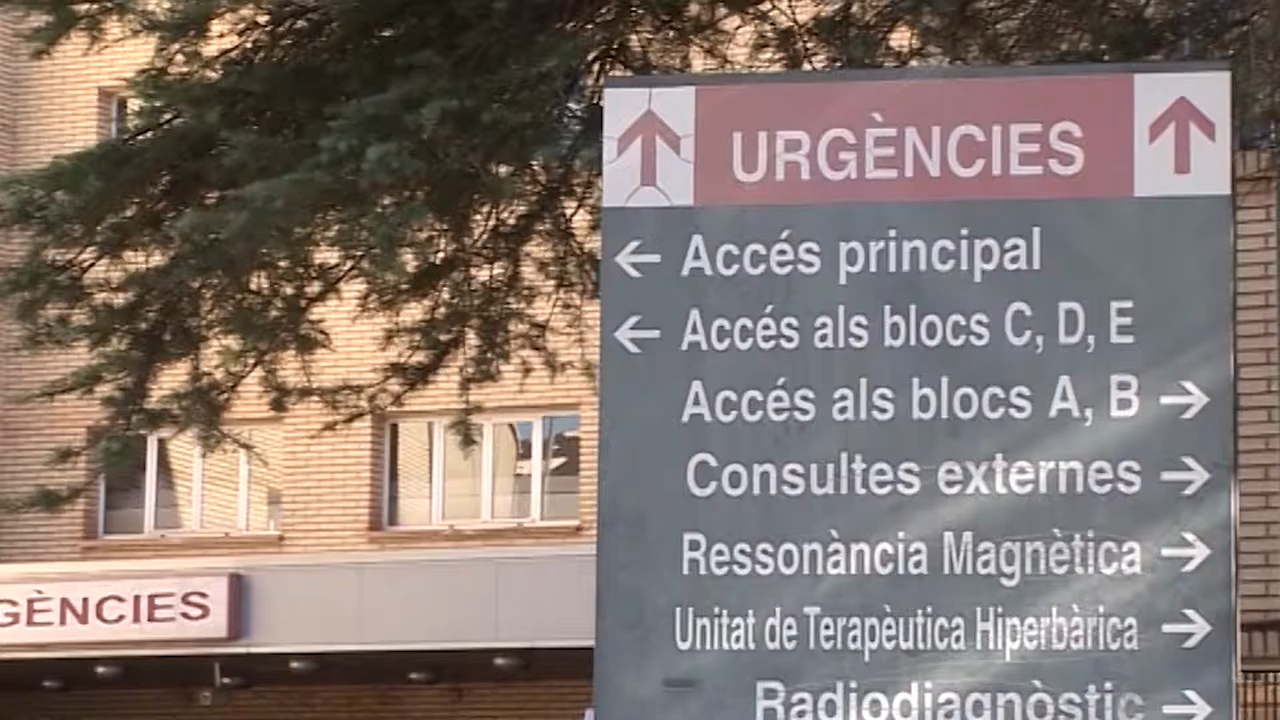 URGÈNCIES
Accés principal
Accés als blocs C, D, E
Accés als blocs A, B
Consultes externes
Ressonància Magnètica
Unitat de Terapèutica Hiperbàrica
Radiodiagnòstic
GÈNCIES